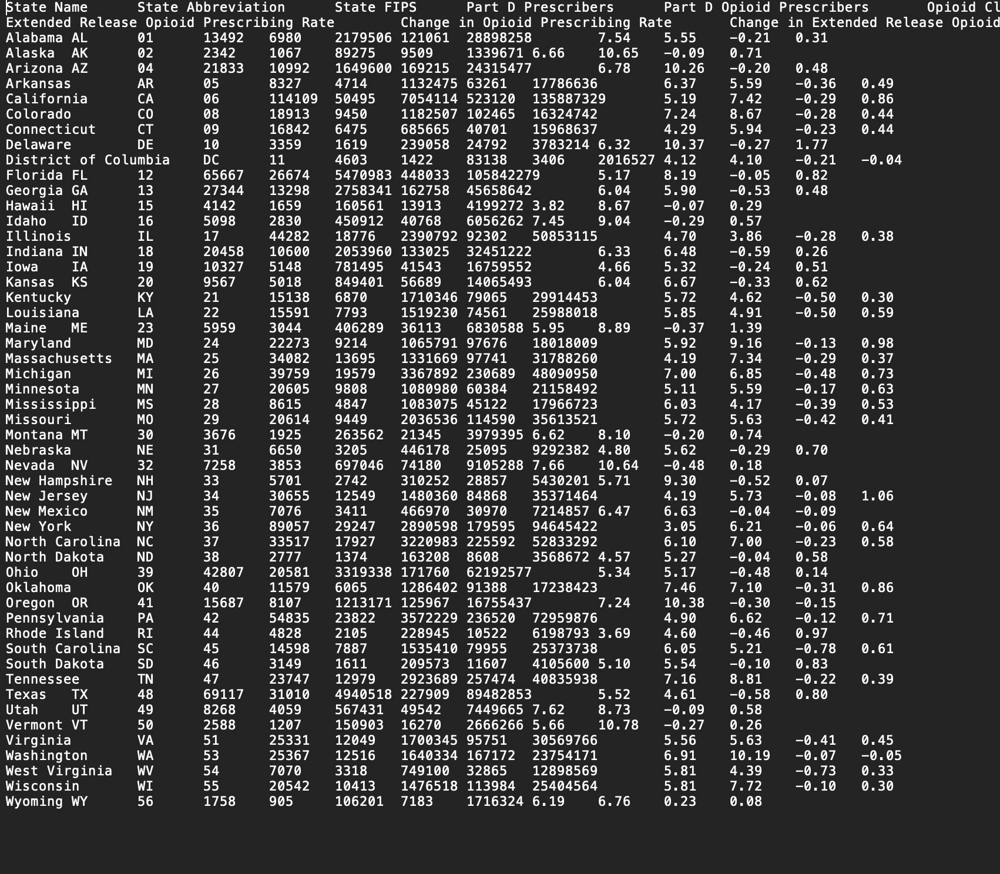 State Name State Abbreviation State FIPS Part D Prescribers Part D Opioid Prescribers Opioid Cl
Extended Release Opioid Prescribing Rate Change in Opioid Prescribing Rate Change in Extended Release Opioid
Alabama AL 01 13492 6980 2179506 121061 28898258 7.54 5.55 -0.21 0.31
Alaska AK 02 2342 1067 89275 9509 1339671 6.66 10.65 -0.09 0.71
Arizona AZ 04 21833 10992 1649600 169215 24315477 6.78 10.26 -0.20 0.48
Arkansas AR 05 8327 4714 1132475 63261 17786636 6.37 5.59 -0.36 0.49
California CA 06 114109 50495 7054114 523120 135887329 5.19 7.42 -0.29 0.86
Colorado CO 08 18913 9450 1182507 102465 16324742 7.24 8.67 -0.28 0.44
Connecticut CT 09 16842 6475 685665 40701 15968637 4.29 5.94 -0.23 0.44
Delaware DE 10 3359 1619 239058 24792 3783214 6.32 10.37 -0.27 1.77
District of Columbia DC 11 4603 1422 83138 3406 2016527 4.12 4.10 -0.21 -0.04
Florida FL 12 65667 26674 5470983 448033 105842279 5.17 8.19 -0.05 0.82
Georgia GA 13 27344 13298 2758341 162758 45658642 6.04 5.90 -0.53 0.48
Hawaii HI 15 4142 1659 160561 13913 4199272 3.82 8.67 -0.07 0.29
Idaho ID 16 5098 2830 450912 40768 6056262 7.45 9.04 -0.29 0.57
Illinois IL 17 44282 18776 2390792 92302 50853115 4.70 3.86 -0.28 0.38
Indiana IN 18 20458 10600 2053960 133025 32451222 6.33 6.48 -0.59 0.26
Iowa IA 19 10327 5148 781495 41543 16759552 4.66 5.32 -0.24 0.51
Kansas KS 20 9567 5018 849401 56689 14065493 6.04 6.67 -0.33 0.62
Kentucky KY 21 15138 6870 1710346 79065 29914453 5.72 4.62 -0.50 0.30
Louisiana LA 22 15591 7793 1519230 74561 25988018 5.85 4.91 -0.50 0.59
Maine ME 23 5959 3044 406289 36113 6830588 5.95 8.89 -0.37 1.39
Maryland MD 24 22273 9214 1065791 97676 18018009 5.92 9.16 -0.13 0.98
Massachusetts MA 25 34082 13695 1331669 97741 31788260 4.19 7.34 -0.29 0.37
Michigan MI 26 39759 19579 3367892 230689 48090950 7.00 6.85 -0.48 0.73
Minnesota MN 27 20605 9808 1080980 60384 21158492 5.11 5.59 -0.17 0.63
Mississippi MS 28 8615 4847 1083075 45122 17966723 6.03 4.17 -0.39 0.53
Missouri MO 29 20614 9449 2036536 114590 35613521 5.72 5.63 -0.42 0.41
Montana MT 30 3676 1925 263562 21345 3979395 6.62 8.10 -0.20 0.74
Nebraska NE 31 6650 3205 446178 25095 9292382 4.80 5.62 -0.29 0.70
Nevada NV 32 7258 3853 697046 74180 9105288 7.66 10.64 -0.48 0.18
New Hampshire NH 33 5701 2742 310252 28857 5430201 5.71 9.30 -0.52 0.07
New Jersey NJ 34 30655 12549 1480360 84868 35371464 4.19 5.73 -0.08 1.06
New Mexico NM 35 7076 3411 466970 30970 7214857 6.47 6.63 -0.04 -0.09
New York NY 36 89057 29247 2890598 179595 94645422 3.05 6.21 -0.06 0.64
North Carolina NC 37 33517 17927 3220983 225592 52833292 6.10 7.00 -0.23 0.58
North Dakota ND 38 2777 1374 163208 8608 3568672 4.57 5.27 -0.04 0.58
Ohio OH 39 42807 20581 3319338 171760 62192577 5.34 5.17 -0.48 0.14
Oklahoma OK 40 11579 6065 1286402 91388 17238423 7.46 7.10 -0.31 0.86
Oregon OR 41 15687 8107 1213171 125967 16755437 7.24 10.38 -0.30 -0.15
Pennsylvania PA 42 54835 23822 3572229 236520 72959876 4.90 6.62 -0.12 0.71
Rhode Island RI 44 4828 2105 228945 10522 6198793 3.69 4.60 -0.46 0.97
South Carolina SC 45 14598 7887 1535410 79955 25373738 6.05 5.21 -0.78 0.61
South Dakota SD 46 3149 1611 209573 11607 4105600 5.10 5.54 -0.10 0.83
Tennessee TN 47 23747 12979 2923689 257474 40835938 7.16 8.81 -0.22 0.39
Texas TX 48 69117 31010 4940518 227909 89482853 5.52 4.61 -0.58 0.80
Utah UT 49 8268 4059 567431 49542 7449665 7.62 8.73 -0.09 0.58
Vermont VT 50 2588 1207 150903 16270 2666266 5.66 10.78 -0.27 0.26
Virginia VA 51 25331 12049 1700345 95751 30569766 5.56 5.63 -0.41 0.45
Washington WA 53 25367 12516 1640334 167172 23754171 6.91 10.19 -0.07 -0.05
West Virginia WV 54 7070 3318 749100 32865 12898569 5.81 4.39 -0.73 0.33
Wisconsin WI 55 20542 10413 1476518 113984 25404564 5.81 7.72 -0.10 0.30
Wyoming WY 56 1758 905 106201 7183 1716324 6.19 6.76 0.23 0.08